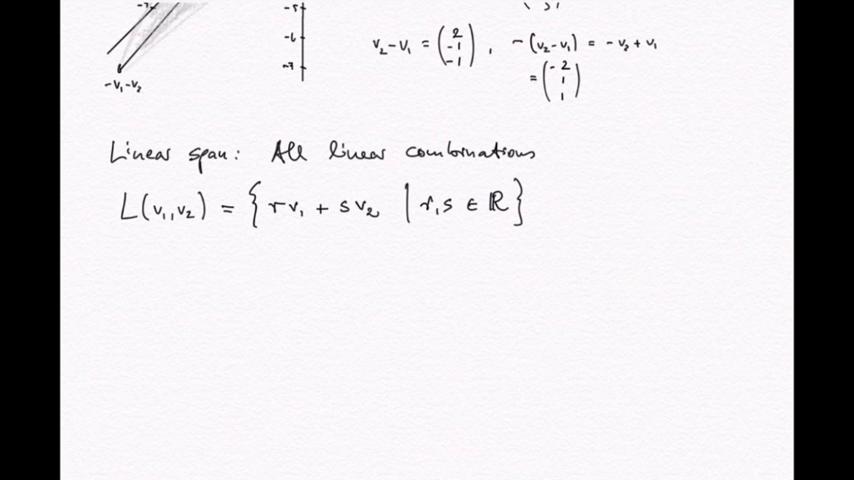 -5
-6
-7
-v₁-v₂
v₂-v₁ = (2 -1 -1) , -(v₂-v₁) = -v₂+v₁
= (-2 1 1)
Linear span: All linear combinations
L(v₁,v₂) = { rv₁ + sv₂ | r,s ∈ ℝ }